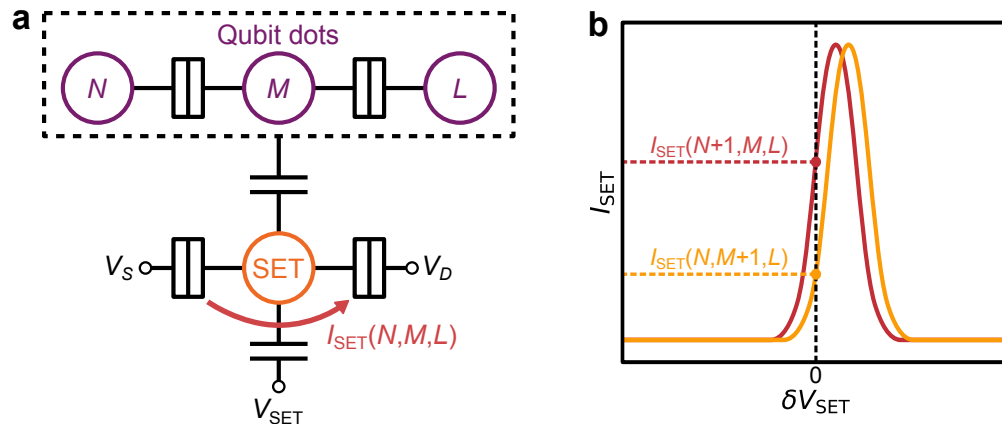 a
Qubit dots
N
M
L
V_S
SET
V_D
I_SET(N,M,L)
V_SET
b
I_SET(N+1,M,L)
I_SET(N,M+1,L)
I_SET
0
δV_SET